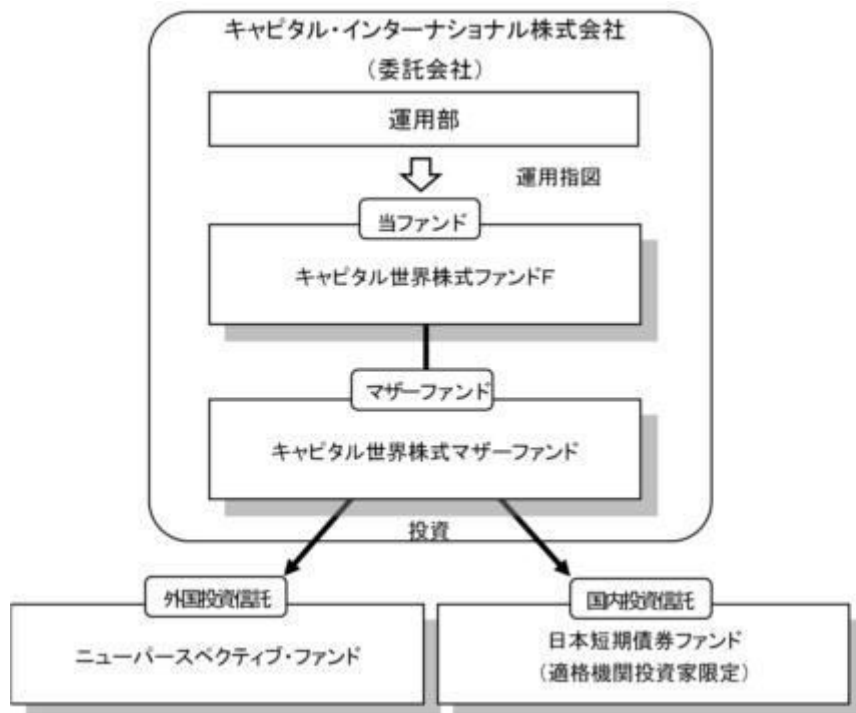 キャピタル・インターナショナル株式会社
（委託会社）
運用部
運用指図
当ファンド
キャピタル世界株式ファンドF
マザーファンド
キャピタル世界株式マザーファンド
投資
外国投資信託
ニューパースペクティブ・ファンド
国内投資信託
日本短期債券ファンド
（適格機関投資家限定）